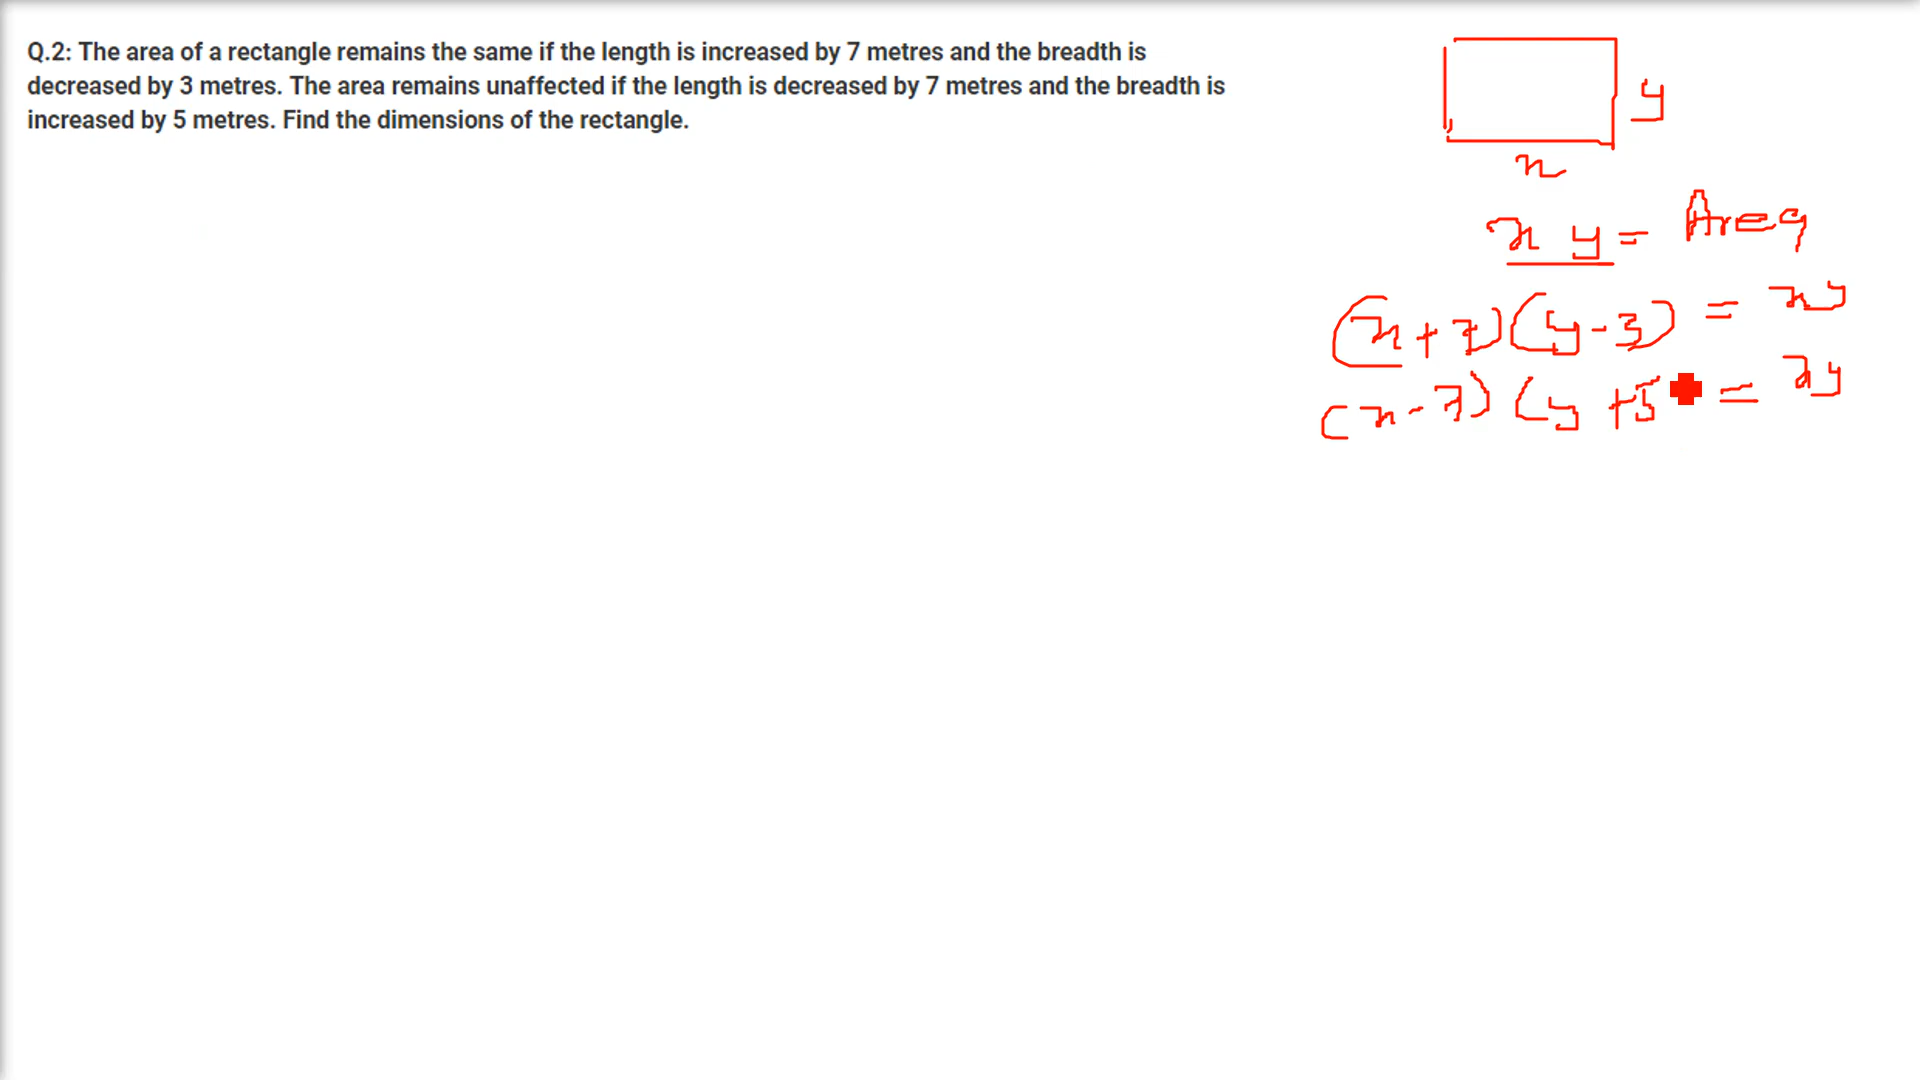 Q.2: The area of a rectangle remains the same if the length is increased by 7 metres and the breadth is
decreased by 3 metres. The area remains unaffected if the length is decreased by 7 metres and the breadth is
increased by 5 metres. Find the dimensions of the rectangle.
y
x
x y = Area
(x + 7)(y - 3) = xy
(x - 7)(y + 5 = xy